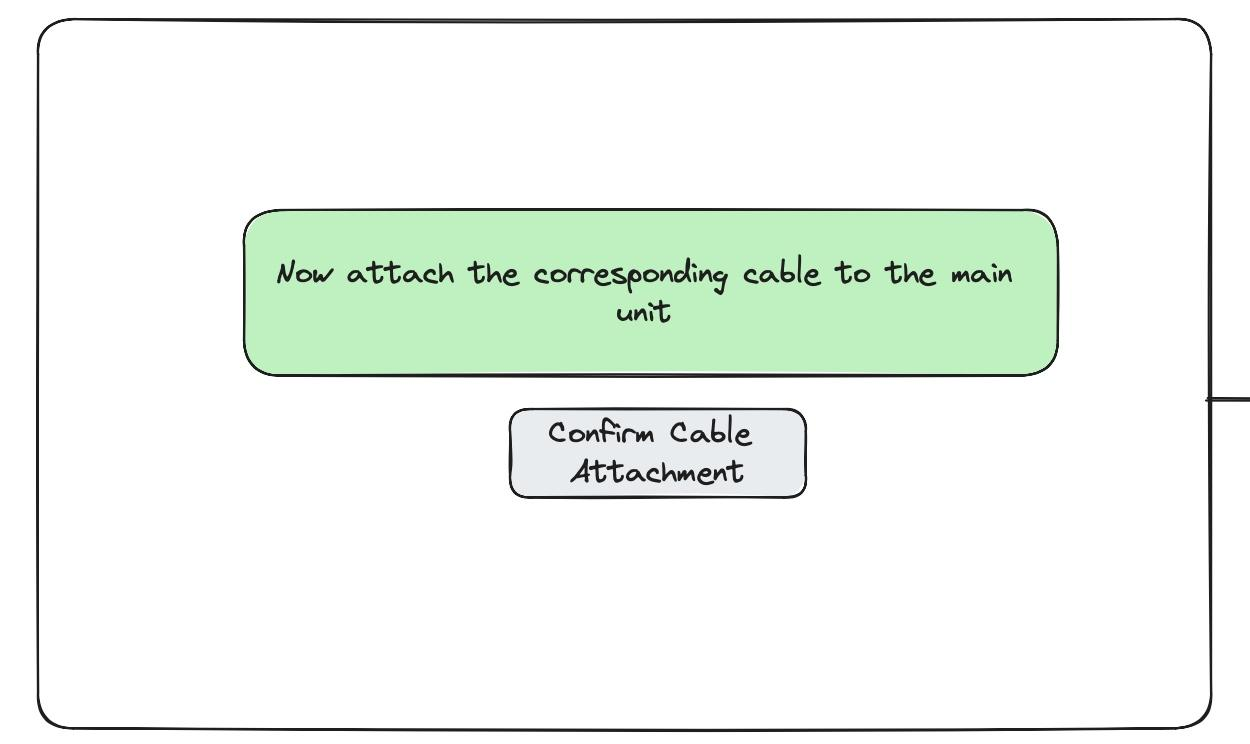 Now attach the corresponding cable to the main
unit
Confirm Cable
Attachment